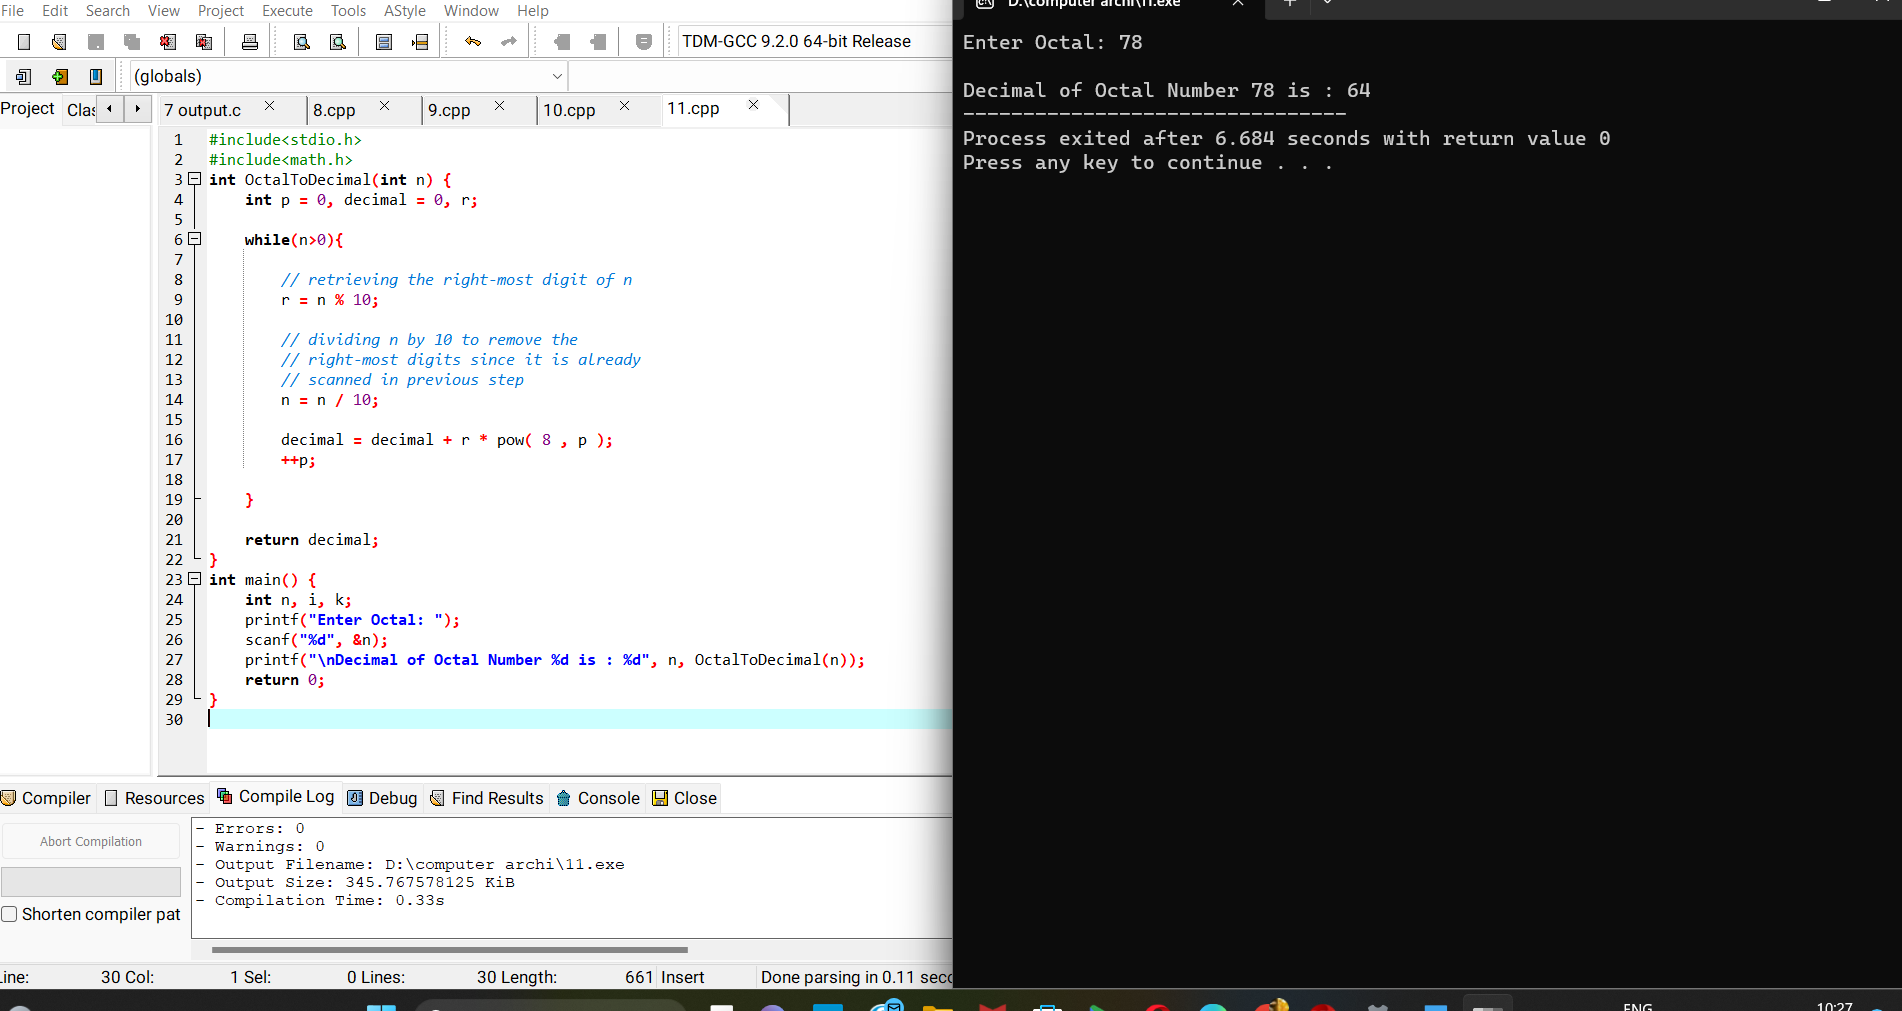 File Edit Search View Project Execute Tools AStyle Window Help
TDM-GCC 9.2.0 64-bit Release
(globals)
Project Clas 7 output.c 8.cpp 9.cpp 10.cpp 11.cpp
1 #include<stdio.h>
2 #include<math.h>
3 int OctalToDecimal(int n) {
4 int p = 0, decimal = 0, r;
5
6 while(n>0){
7
8 // retrieving the right-most digit of n
9 r = n % 10;
10
11 // dividing n by 10 to remove the
12 // right-most digits since it is already
13 // scanned in previous step
14 n = n / 10;
15
16 decimal = decimal + r * pow( 8 , p );
17 ++p;
18
19 }
20
21 return decimal;
22 }
23 int main() {
24 int n, i, k;
25 printf("Enter Octal: ");
26 scanf("%d", &n);
27 printf("\nDecimal of Octal Number %d is : %d", n, OctalToDecimal(n));
28 return 0;
29 }
30
Compiler Resources Compile Log Debug Find Results Console Close
Abort Compilation
Shorten compiler pat
- Errors: 0
- Warnings: 0
- Output Filename: D:\computer archi\11.exe
- Output Size: 345.767578125 KiB
- Compilation Time: 0.33s
Line: 30 Col: 1 Sel: 0 Lines: 30 Length: 661 Insert Done parsing in 0.11 seco
D:\computer archi\11.exe
Enter Octal: 78
Decimal of Octal Number 78 is : 64
--------------------------------
Process exited after 6.684 seconds with return value 0
Press any key to continue . . .
ENG 10:27